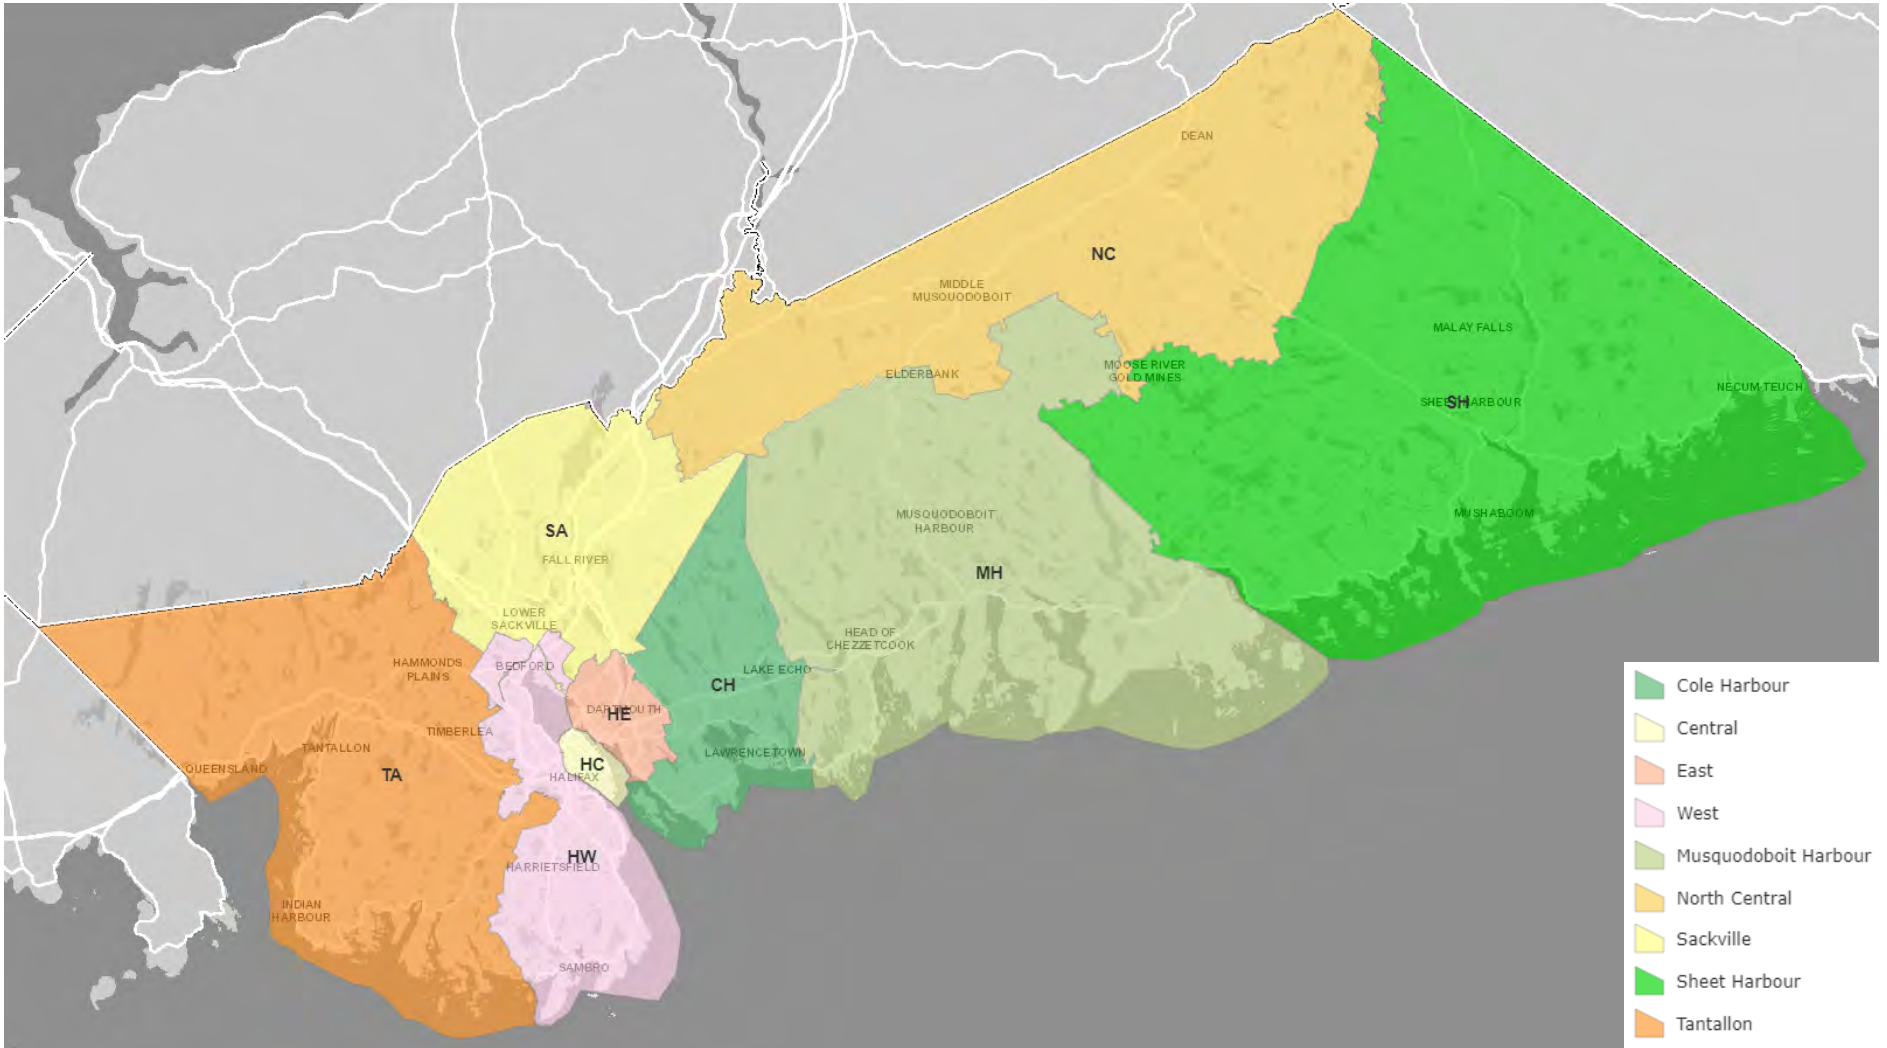 DEAN
NC
MIDDLE
MUSQUODOBOIT
MALAY FALLS
MOOSE RIVER
GOLD MINES
ELDERBANK
NECUM TEUCH
SHEET HARBOUR
SH
MUSQUODOBOIT
HARBOUR
MUSHABOOM
SA
FALL RIVER
MH
LOWER
SACKVILLE
HEAD OF
CHEZZETCOOK
HAMMONDS
PLAINS
BEDFORD
LAKE ECHO
CH
DARTMOUTH
HE
TIMBERLEA
TANTALLON
LAWRENCETOWN
QUEENSLAND
TA
HC
HALIFAX
HW
HARRIETSFIELD
INDIAN
HARBOUR
SAMBRO
Cole Harbour
Central
East
West
Musquodoboit Harbour
North Central
Sackville
Sheet Harbour
Tantallon